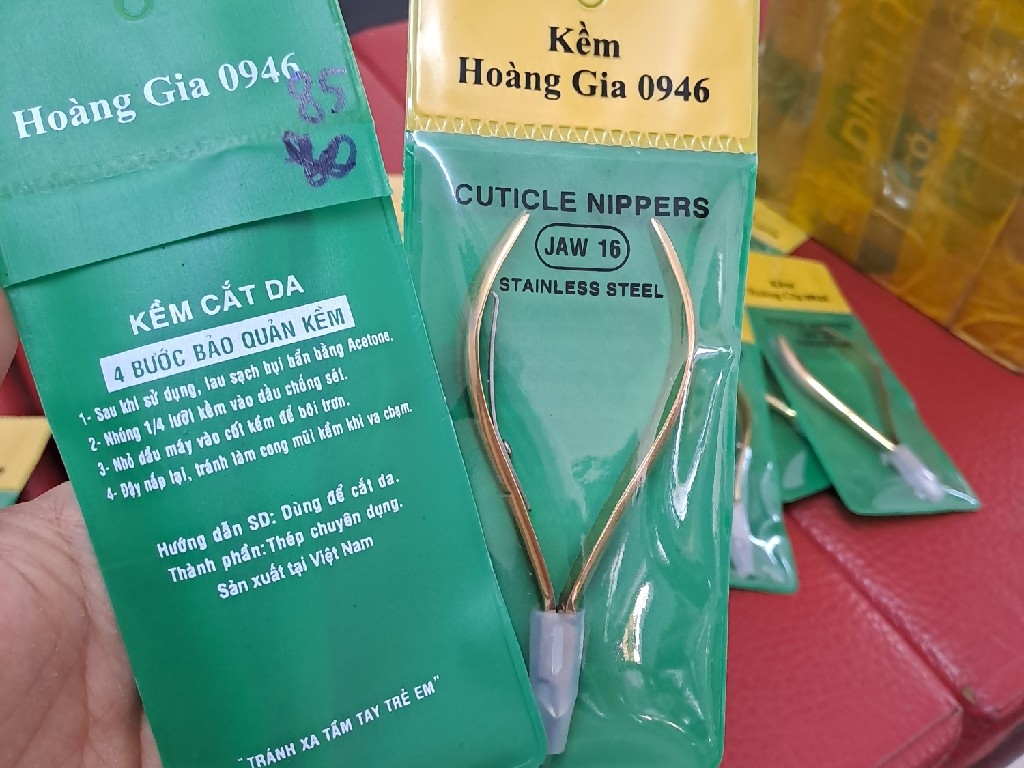 Hoàng Gia 0946
85
80
KỀM CẮT DA
4 BƯỚC BẢO QUẢN KỀM
1- Sau khi sử dụng, lau sạch bụi bẩn bằng Acetone.
2- Nhúng 1/4 lưỡi kềm vào dầu chống sét.
3- Nhỏ dầu máy vào cốt kềm để bôi trơn.
4- Đậy nắp lại, tránh làm cong mũi kềm khi va chạm.
Hướng dẫn SD: Dùng để cắt da.
Thành phần: Thép chuyên dụng.
Sản xuất tại Việt Nam
"TRÁNH XA TẦM TAY TRẺ EM"
Kềm
Hoàng Gia 0946
CUTICLE NIPPERS
JAW 16
STAINLESS STEEL
Kềm
CUTICLE NIPPERS